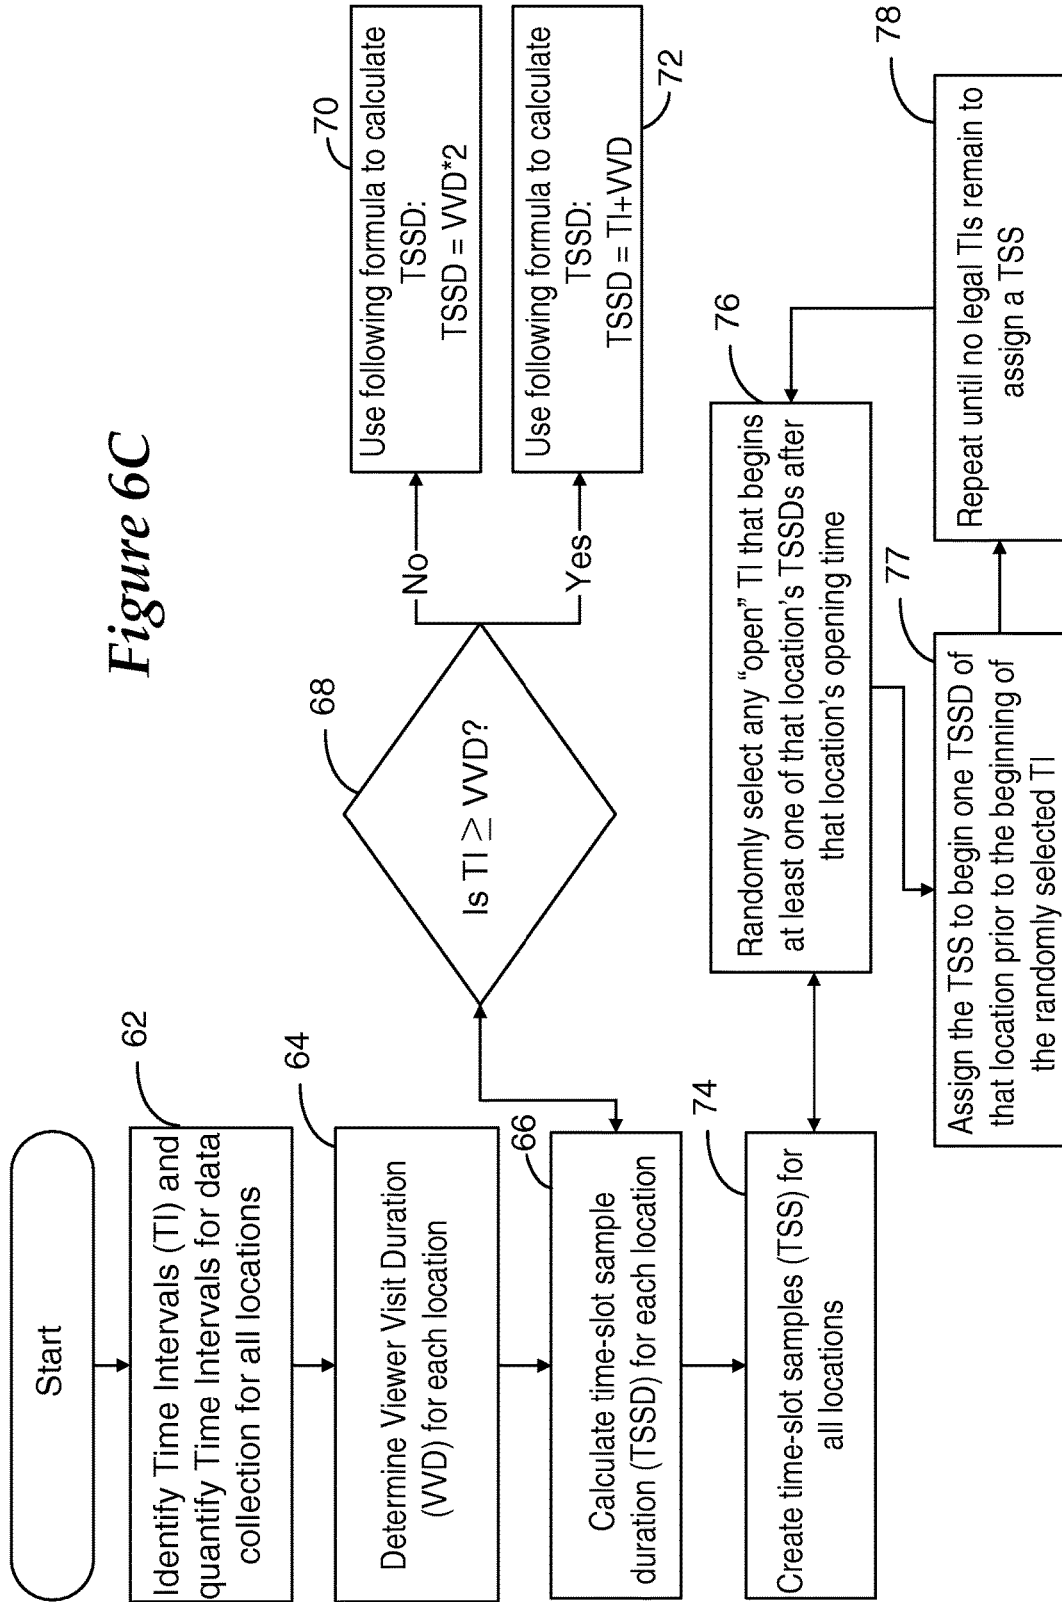 Figure 6C
Start
62
Identify Time Intervals (TI) and
quantify Time Intervals for data
collection for all locations
64
Determine Viewer Visit Duration
(VVD) for each location
66
Calculate time-slot sample
duration (TSSD) for each location
68
Is TI ≥ VVD?
No
70
Use following formula to calculate
TSSD:
TSSD = VVD*2
Yes
72
Use following formula to calculate
TSSD:
TSSD = TI+VVD
74
Create time-slot samples (TSS) for
all locations
76
Randomly select any “open” TI that begins
at least one of that location’s TSSDs after
that location’s opening time
77
Assign the TSS to begin one TSSD of
that location prior to the beginning of
the randomly selected TI
78
Repeat until no legal TIs remain to
assign a TSS